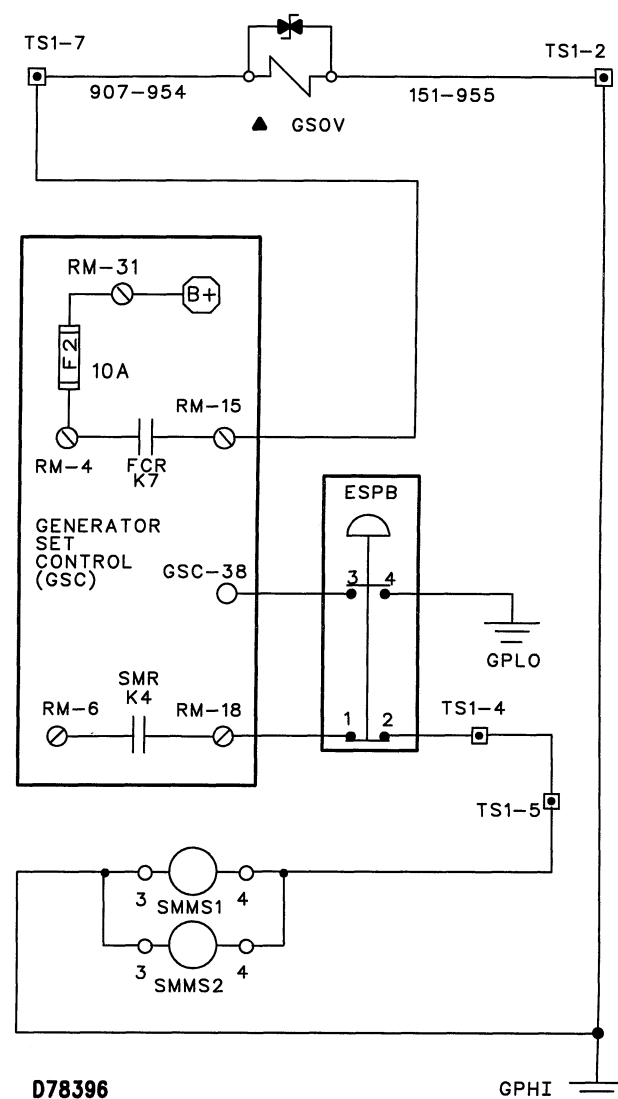 TS1-7
TS1-2
907-954
151-955
▲ GSOV
RM-31
B+
F2
10A
RM-15
RM-4
FCR
K7
ESPB
GENERATOR
SET
CONTROL
(GSC)
GSC-38
3 4
GPLO
SMR
K4
RM-6
RM-18
1 2
TS1-4
TS1-5
3 SMMS1 4
3 SMMS2 4
D78396
GPHI